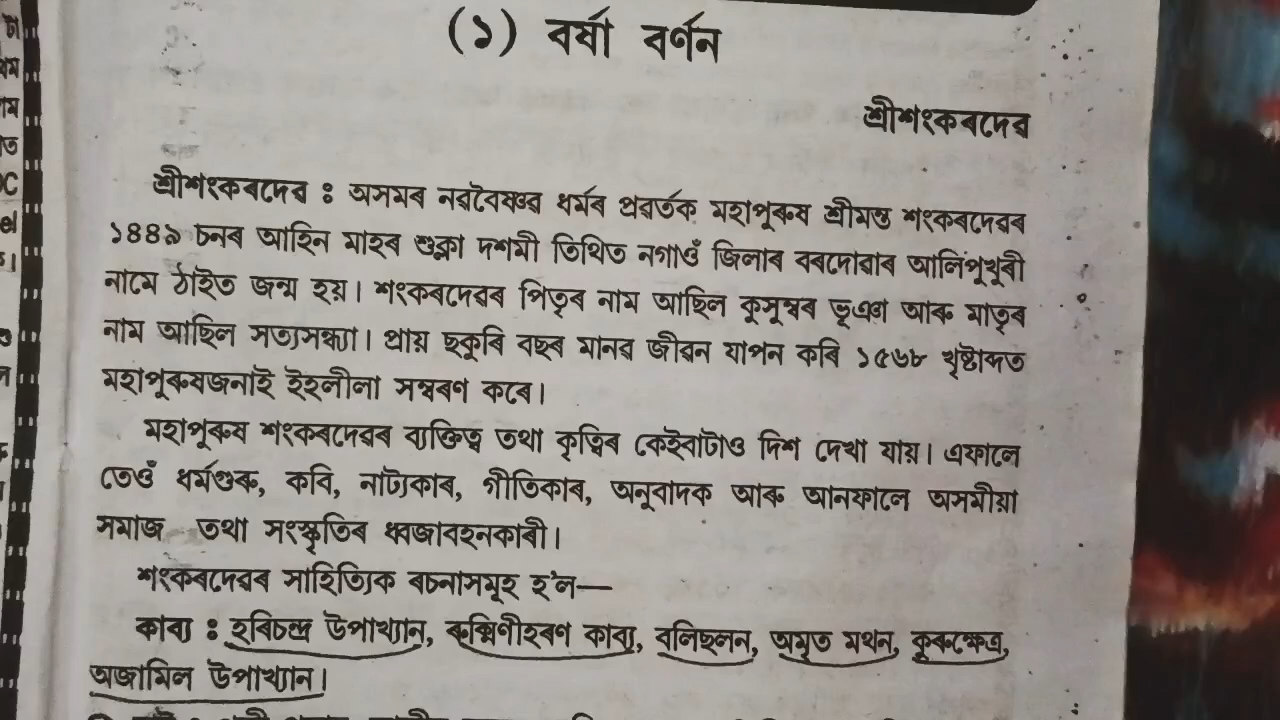 (১) বৰ্ষা বৰ্ণন
শ্ৰীশংকৰদেৱ
শ্ৰীশংকৰদেৱ : অসমৰ নৱবৈষ্ণৱ ধৰ্মৰ প্ৰৱৰ্তক মহাপুৰুষ শ্ৰীমন্ত শংকৰদেৱৰ
১৪৪৯ চনৰ আহিন মাহৰ শুক্লা দশমী তিথিত নগাওঁ জিলাৰ বৰদোৱাৰ আলিপুখুৰী
নামে ঠাইত জন্ম হয়। শংকৰদেৱৰ পিতৃৰ নাম আছিল কুসুম্বৰ ভূঞা আৰু মাতৃৰ
নাম আছিল সত্যসন্ধ্যা। প্ৰায় ছকুৰি বছৰ মানৱ জীৱন যাপন কৰি ১৫৬৮ খৃষ্টাব্দত
মহাপুৰুষজনাই ইহলীলা সম্বৰণ কৰে।
মহাপুৰুষ শংকৰদেৱৰ ব্যক্তিত্ব তথা কৃত্বিৰ কেইবাটাও দিশ দেখা যায়। এফালে
তেওঁ ধৰ্মগুৰু, কবি, নাট্যকাৰ, গীতিকাৰ, অনুবাদক আৰু আনফালে অসমীয়া
সমাজ তথা সংস্কৃতিৰ ধ্বজাবহনকাৰী।
শংকৰদেৱৰ সাহিত্যিক ৰচনাসমূহ হ'ল—
কাব্য : হৰিচন্দ্ৰ উপাখ্যান, ৰুক্মিণীহৰণ কাব্য, বলিছলন, অমৃত মথন, কুৰুক্ষেত্ৰ,
অজামিল উপাখ্যান।